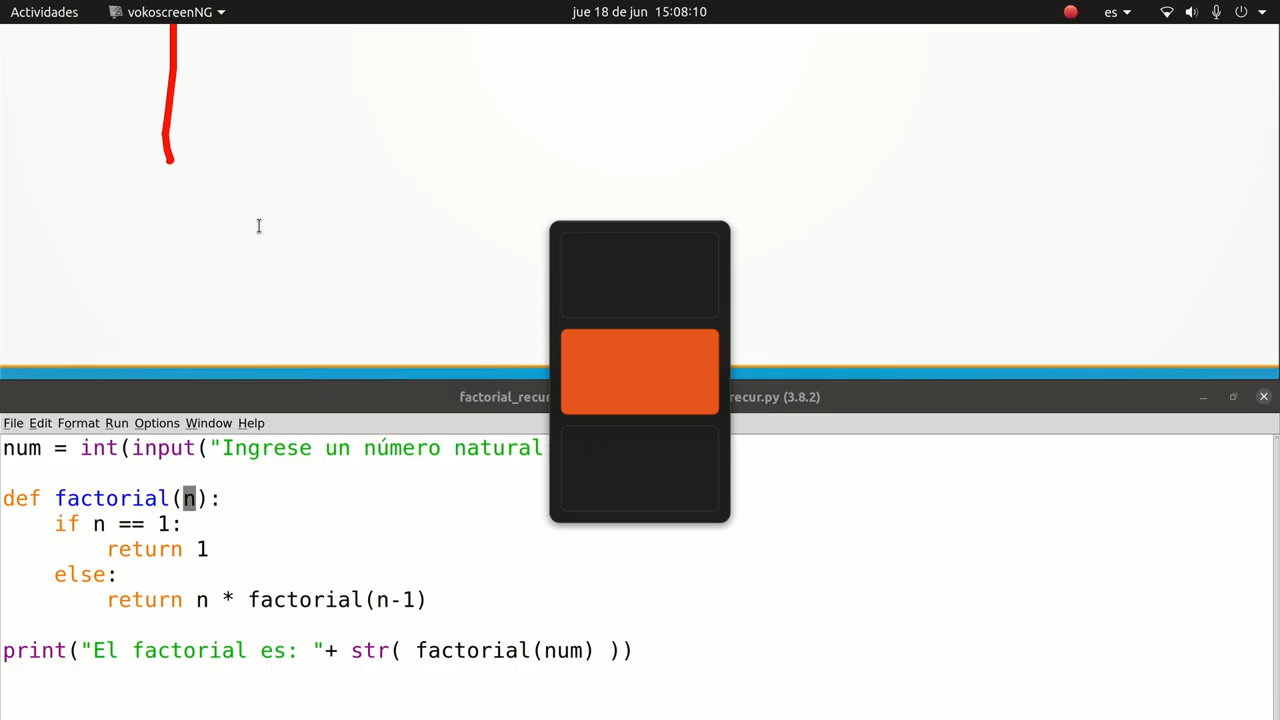 Actividades vokoscreenNG jue 18 de jun 15:08:10 es
factorial_recur recur.py (3.8.2)
File Edit Format Run Options Window Help
num = int(input("Ingrese un número natural
def factorial(n):
    if n == 1:
        return 1
    else:
        return n * factorial(n-1)
print("El factorial es: "+ str( factorial(num) ))